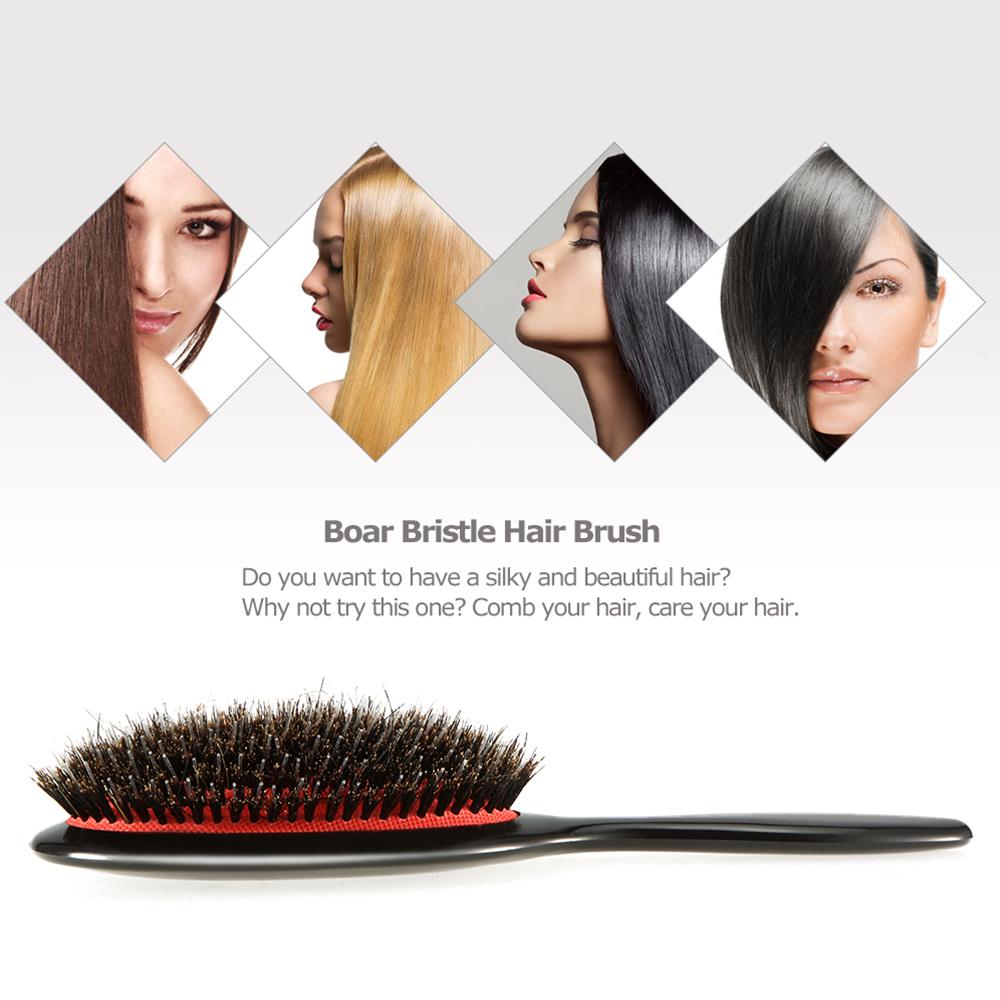 Boar Bristle Hair Brush
Do you want to have a silky and beautiful hair?
Why not try this one? Comb your hair, care your hair.